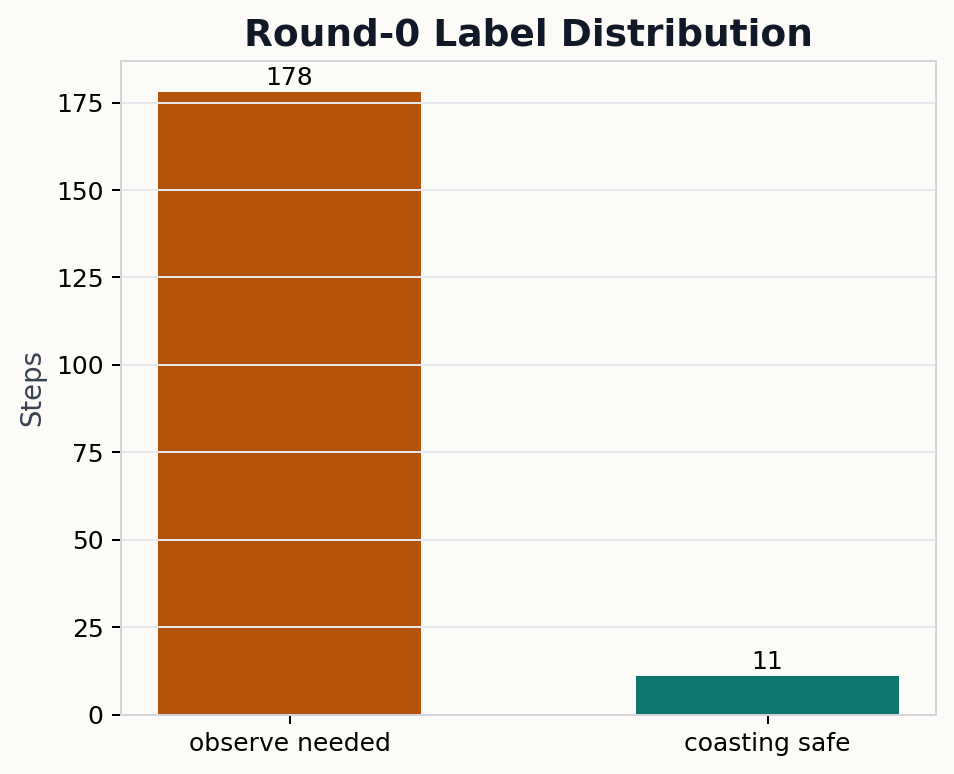 Round-0 Label Distribution
178
175
150
125
100
75
50
25
0
11
Steps
observe needed
coasting safe